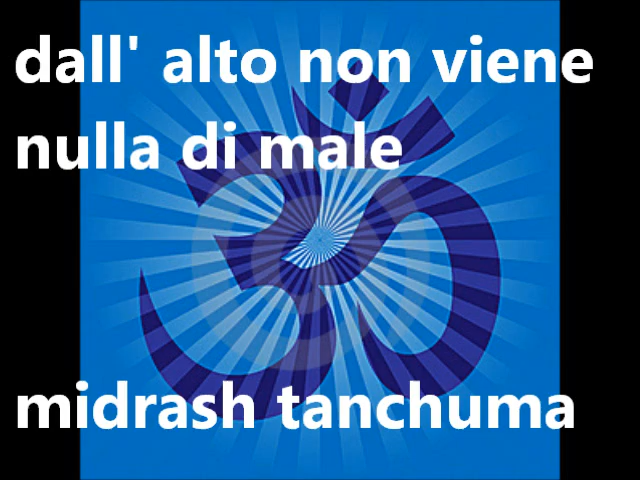 dall' alto non viene
nulla di male
midrash tanchuma